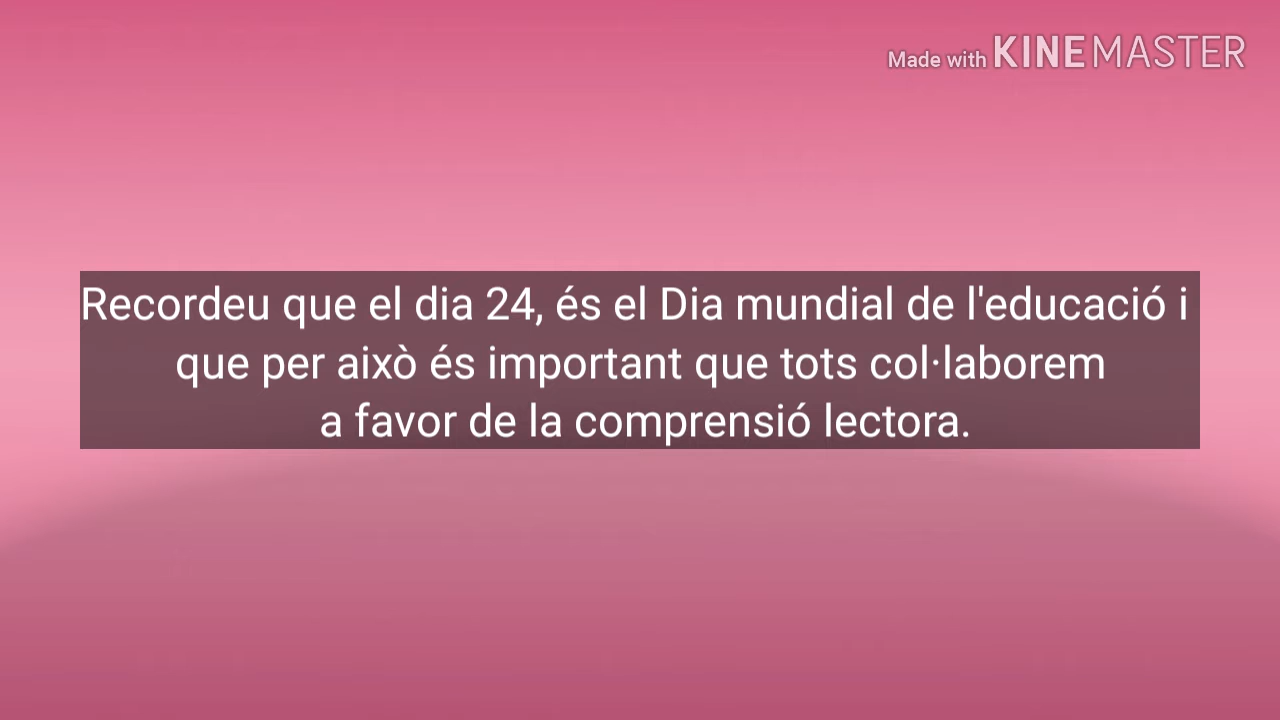 Made with KINEMASTER
Recordeu que el dia 24, és el Dia mundial de l'educació i
que per això és important que tots col·laborem
a favor de la comprensió lectora.